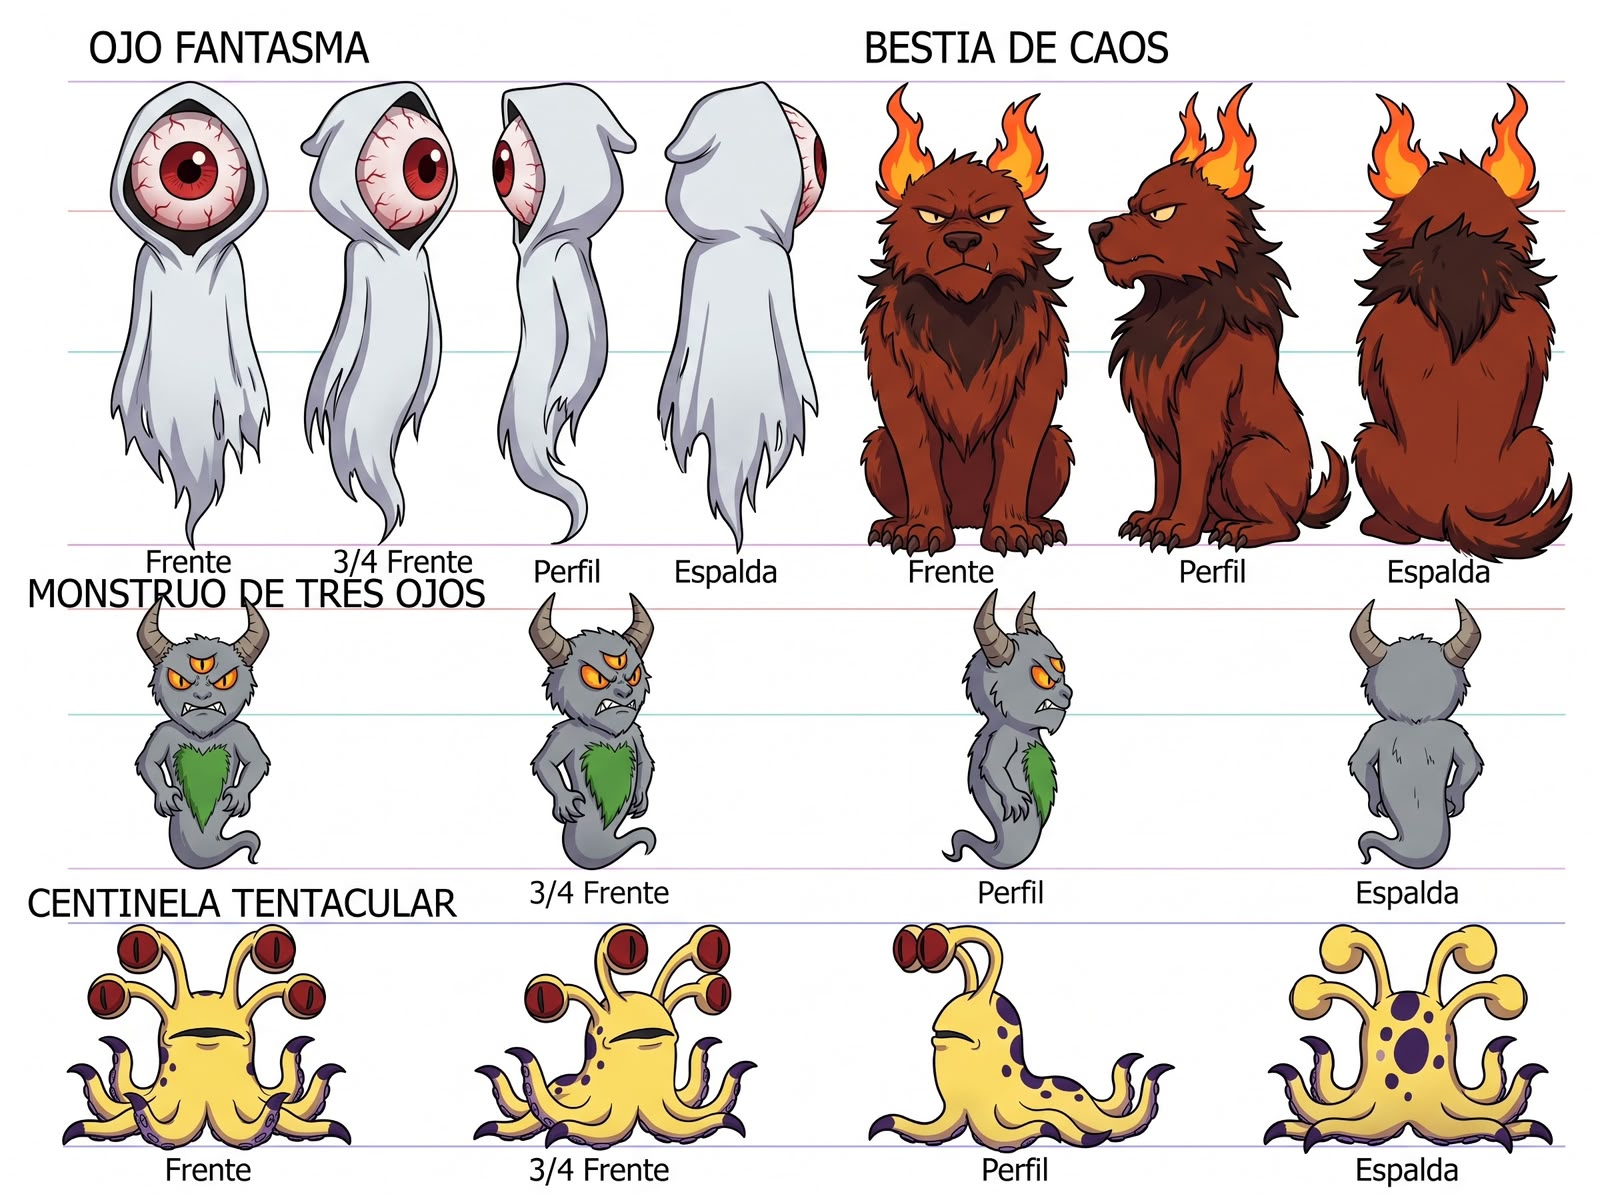 OJO FANTASMA
BESTIA DE CAOS
Frente
3/4 Frente
Perfil
Espalda
Frente
Perfil
Espalda
MONSTRUO DE TRES OJOS
3/4 Frente
Perfil
Espalda
CENTINELA TENTACULAR
Frente
3/4 Frente
Perfil
Espalda